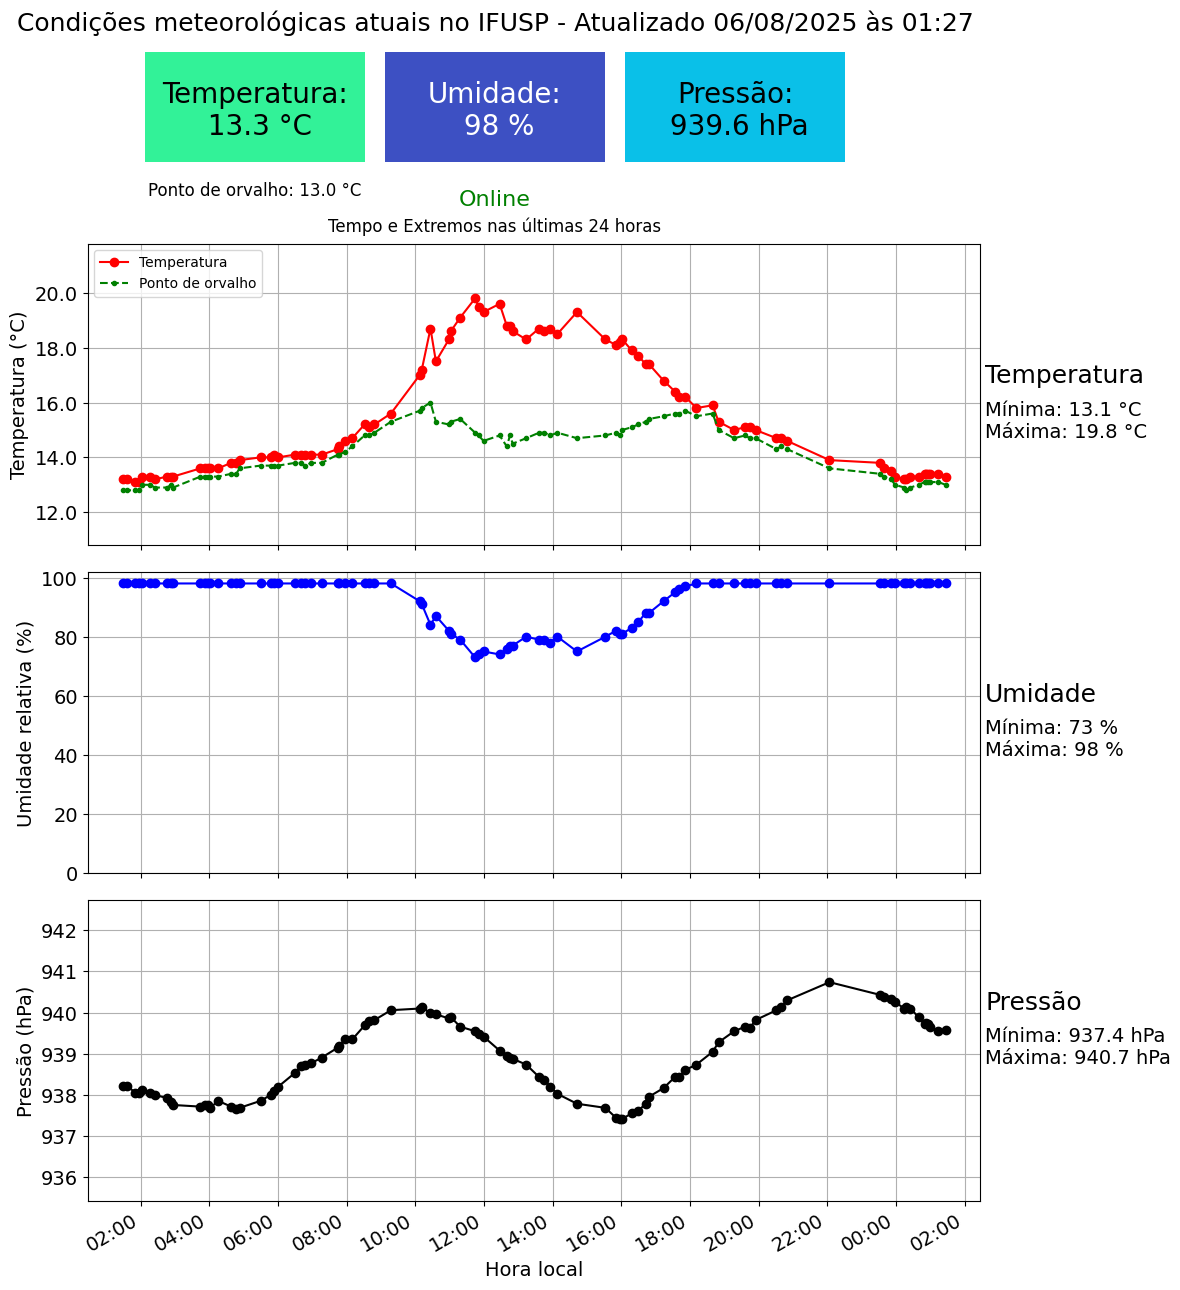 Condições meteorológicas atuais no IFUSP - Atualizado 06/08/2025 às 01:27
Temperatura:
13.3 °C
Umidade:
98 %
Pressão:
939.6 hPa
Ponto de orvalho: 13.0 °C
Online
Tempo e Extremos nas últimas 24 horas
Temperatura
Ponto de orvalho
Temperatura (°C)
20.0
18.0
16.0
14.0
12.0
Temperatura
Mínima: 13.1 °C
Máxima: 19.8 °C
Umidade relativa (%)
100
80
60
40
20
0
Umidade
Mínima: 73 %
Máxima: 98 %
Pressão (hPa)
942
941
940
939
938
937
936
Pressão
Mínima: 937.4 hPa
Máxima: 940.7 hPa
02:00 04:00 06:00 08:00 10:00 12:00 14:00 16:00 18:00 20:00 22:00 00:00 02:00
Hora local